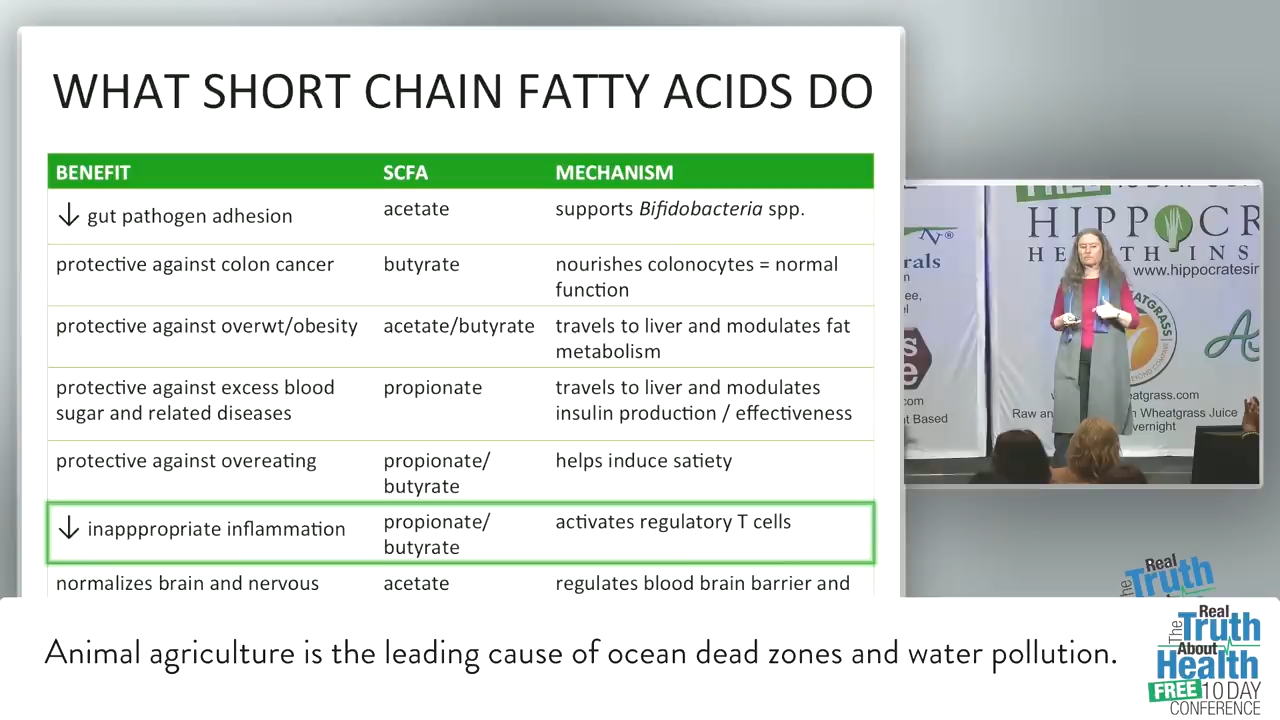 WHAT SHORT CHAIN FATTY ACIDS DO
BENEFIT SCFA MECHANISM
↓ gut pathogen adhesion acetate supports Bifidobacteria spp.
protective against colon cancer butyrate nourishes colonocytes = normal
function
protective against overwt/obesity acetate/butyrate travels to liver and modulates fat
metabolism
protective against excess blood propionate travels to liver and modulates
sugar and related diseases insulin production / effectiveness
protective against overeating propionate/ helps induce satiety
butyrate
↓ inapppropriate inflammation propionate/ activates regulatory T cells
butyrate
normalizes brain and nervous acetate regulates blood brain barrier and
FREE
HIPPOCR
HEALTH INS
www.hippocratesin
rals
ATGRASS
eatgrass.com
Raw an
n Wheatgrass Juice
vernight
t Based
The Real
Truth
Animal agriculture is the leading cause of ocean dead zones and water pollution.
The Real
Truth
About
Health
FREE 10 DAY
CONFERENCE